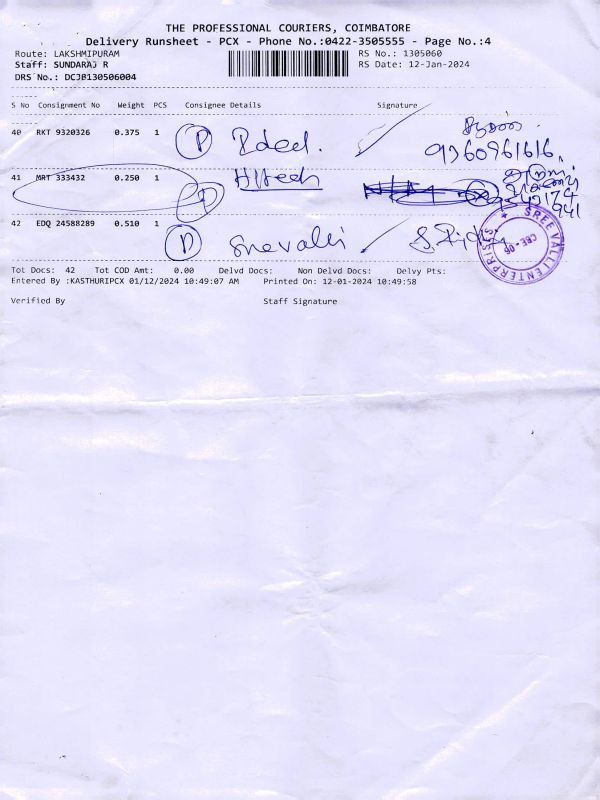 THE PROFESSIONAL COURIERS, COIMBATORE
Delivery Runsheet - PCX - Phone No.:0422-3505555 - Page No.:4
Route: LAKSHMIPURAM RS No.: 1305060
Staff: SUNDARAJ R RS Date: 12-Jan-2024
DRS No.: DCJB130506004
S No Consignment No Weight PCS Consignee Details Signature
40 RKT 9320326 0.375 1 P
9360961616
41 MRT 333432 0.250 1 P Hitech
42 EDQ 24588289 0.510 1 P Sreevalli
SREEVALLI ENTERPRISES
CBE-06
Tot Docs: 42 Tot COD Amt: 0.00 Delvd Docs: Non Delvd Docs: Delvy Pts:
Entered By :KASTHURIPCX 01/12/2024 10:49:07 AM Printed On: 12-01-2024 10:49:58
Verified By Staff Signature